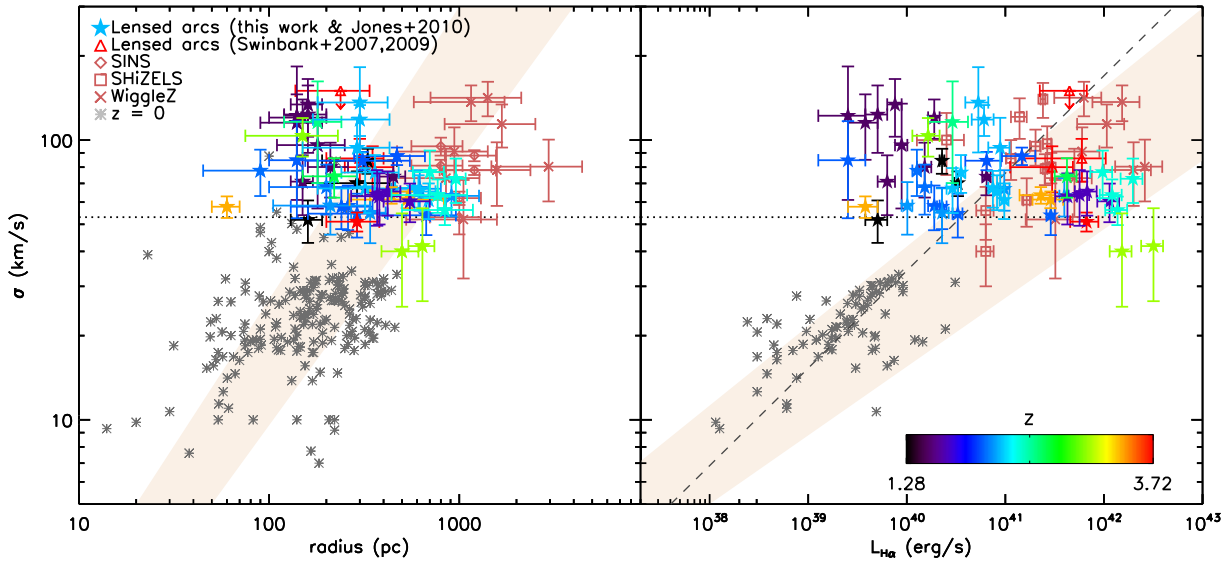 Lensed arcs (this work & Jones+2010)
Lensed arcs (Swinbank+2007,2009)
SINS
SHiZELS
WiggleZ
z = 0
100
10
σ (km/s)
10 100 1000
radius (pc)
10^38 10^39 10^40 10^41 10^42 10^43
L_Hα (erg/s)
z
1.28 3.72